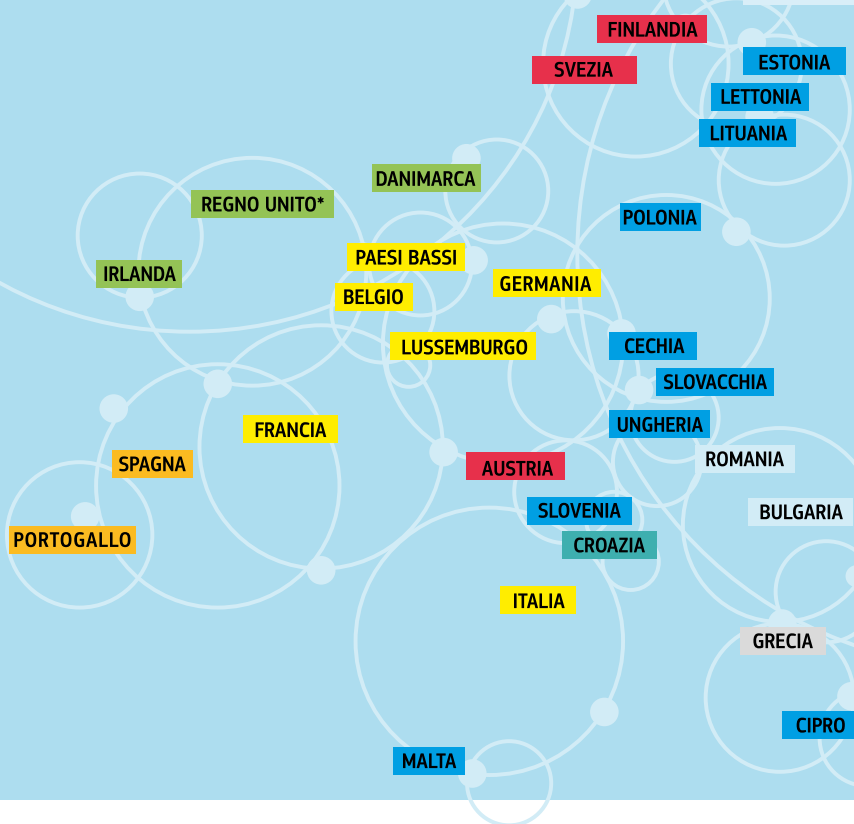 FINLANDIA
ESTONIA
SVEZIA
LETTONIA
LITUANIA
DANIMARCA
REGNO UNITO*
POLONIA
PAESI BASSI
IRLANDA
GERMANIA
BELGIO
CECHIA
LUSSEMBURGO
SLOVACCHIA
UNGHERIA
FRANCIA
ROMANIA
SPAGNA
AUSTRIA
SLOVENIA
BULGARIA
PORTOGALLO
CROAZIA
ITALIA
GRECIA
CIPRO
MALTA